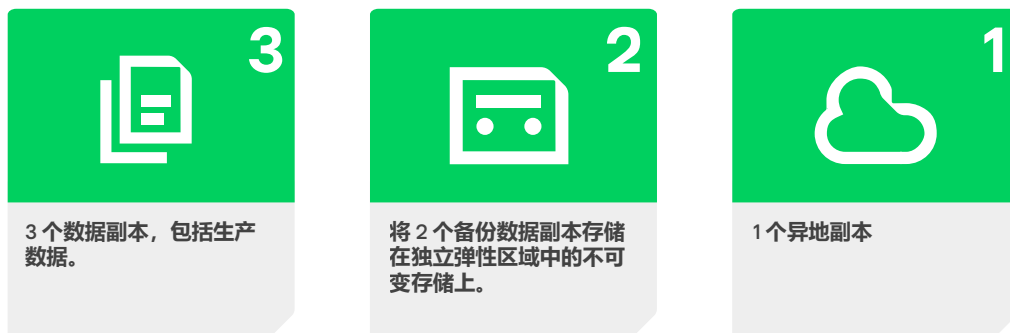 3
3 个数据副本，包括生产
数据。
2
将 2 个备份数据副本存储
在独立弹性区域中的不可
变存储上。
1
1个异地副本